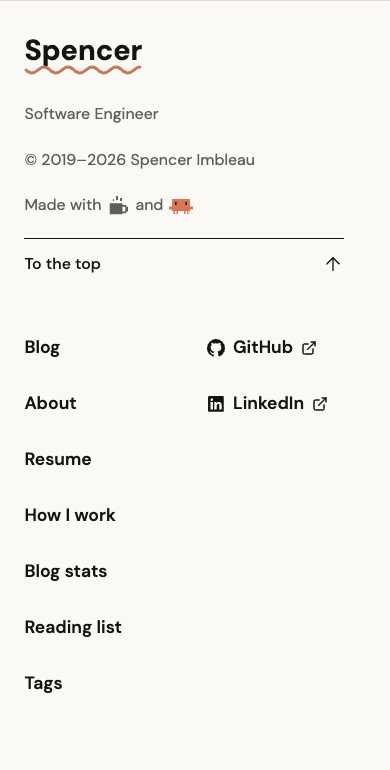 Spencer
Software Engineer
© 2019–2026 Spencer Imbleau
Made with and
To the top
Blog
About
Resume
How I work
Blog stats
Reading list
Tags
GitHub
LinkedIn